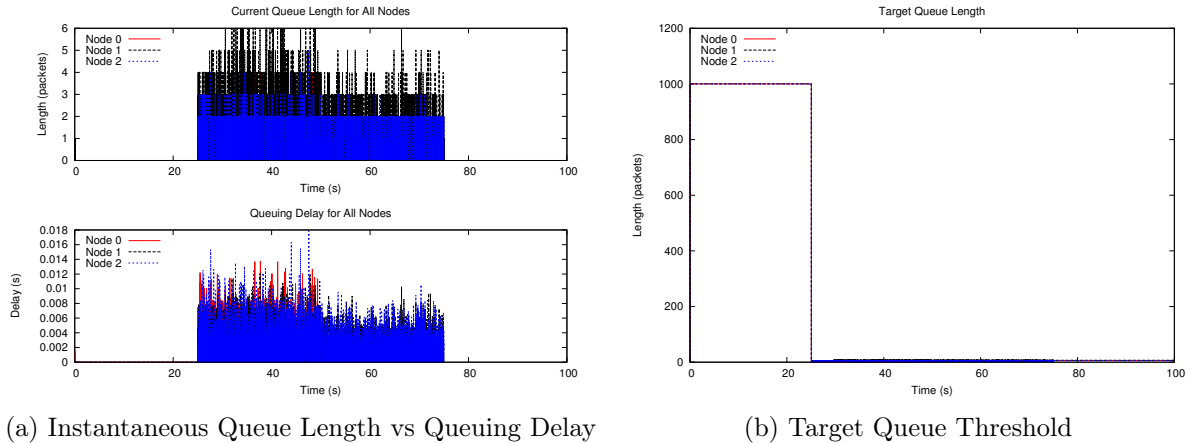 Current Queue Length for All Nodes
6
5
4
3
2
1
0
Length (packets)
Node 0
Node 1
Node 2
0 20 40 60 80 100
Time (s)
Queuing Delay for All Nodes
0.018
0.016
0.014
0.012
0.01
0.008
0.006
0.004
0.002
0
Delay (s)
Node 0
Node 1
Node 2
0 20 40 60 80 100
Time (s)
(a) Instantaneous Queue Length vs Queuing Delay
Target Queue Length
1200
1000
800
600
400
200
0
Length (packets)
Node 0
Node 1
Node 2
0 20 40 60 80 100
Time (s)
(b) Target Queue Threshold